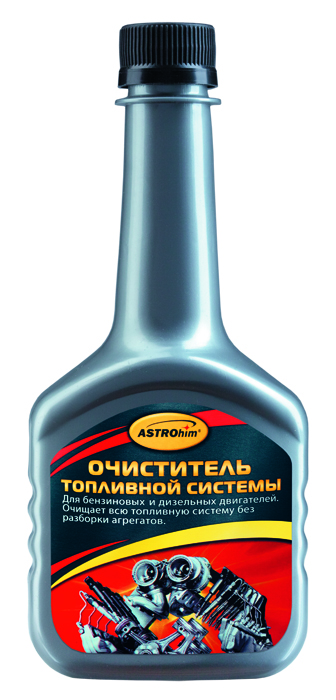 ASTROhim®
ОЧИСТИТЕЛЬ
ТОПЛИВНОЙ СИСТЕМЫ
Для бензиновых и дизельных двигателей.
Очищает всю топливную систему без
разборки агрегатов.